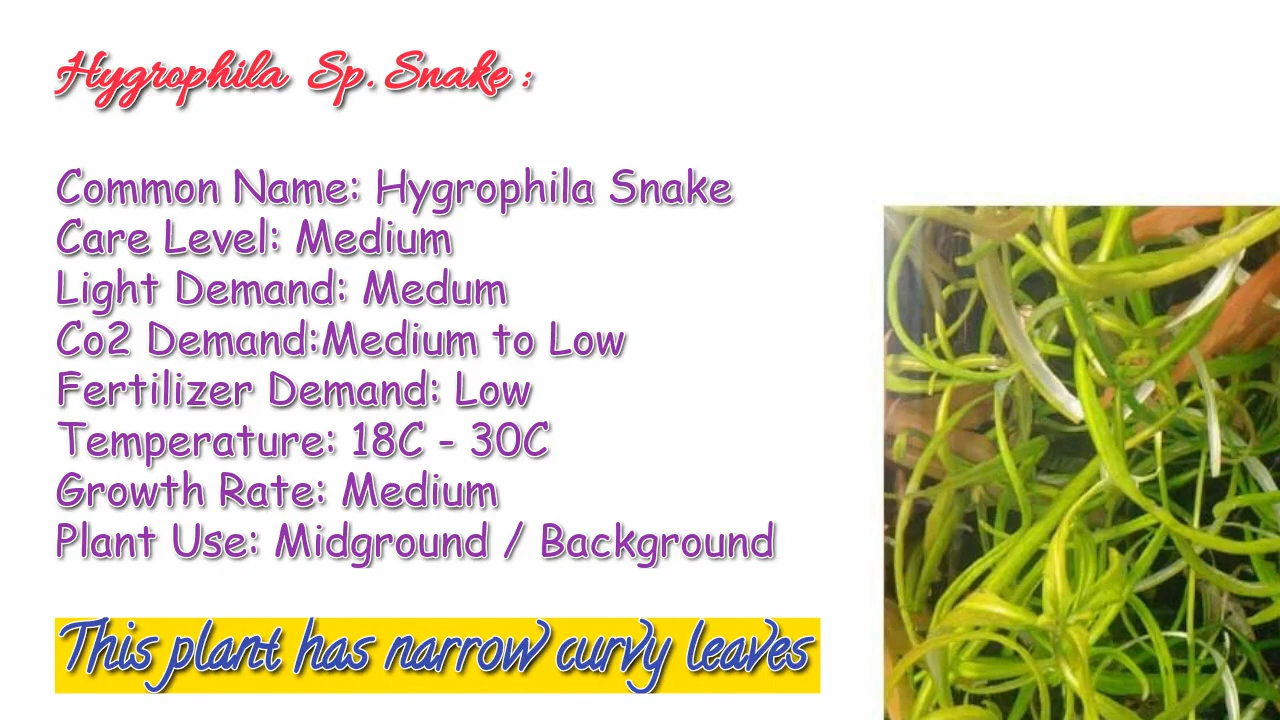 Hygrophila Sp. Snake :
Common Name: Hygrophila Snake
Care Level: Medium
Light Demand: Medum
Co2 Demand:Medium to Low
Fertilizer Demand: Low
Temperature: 18C - 30C
Growth Rate: Medium
Plant Use: Midground / Background
This plant has narrow curvy leaves